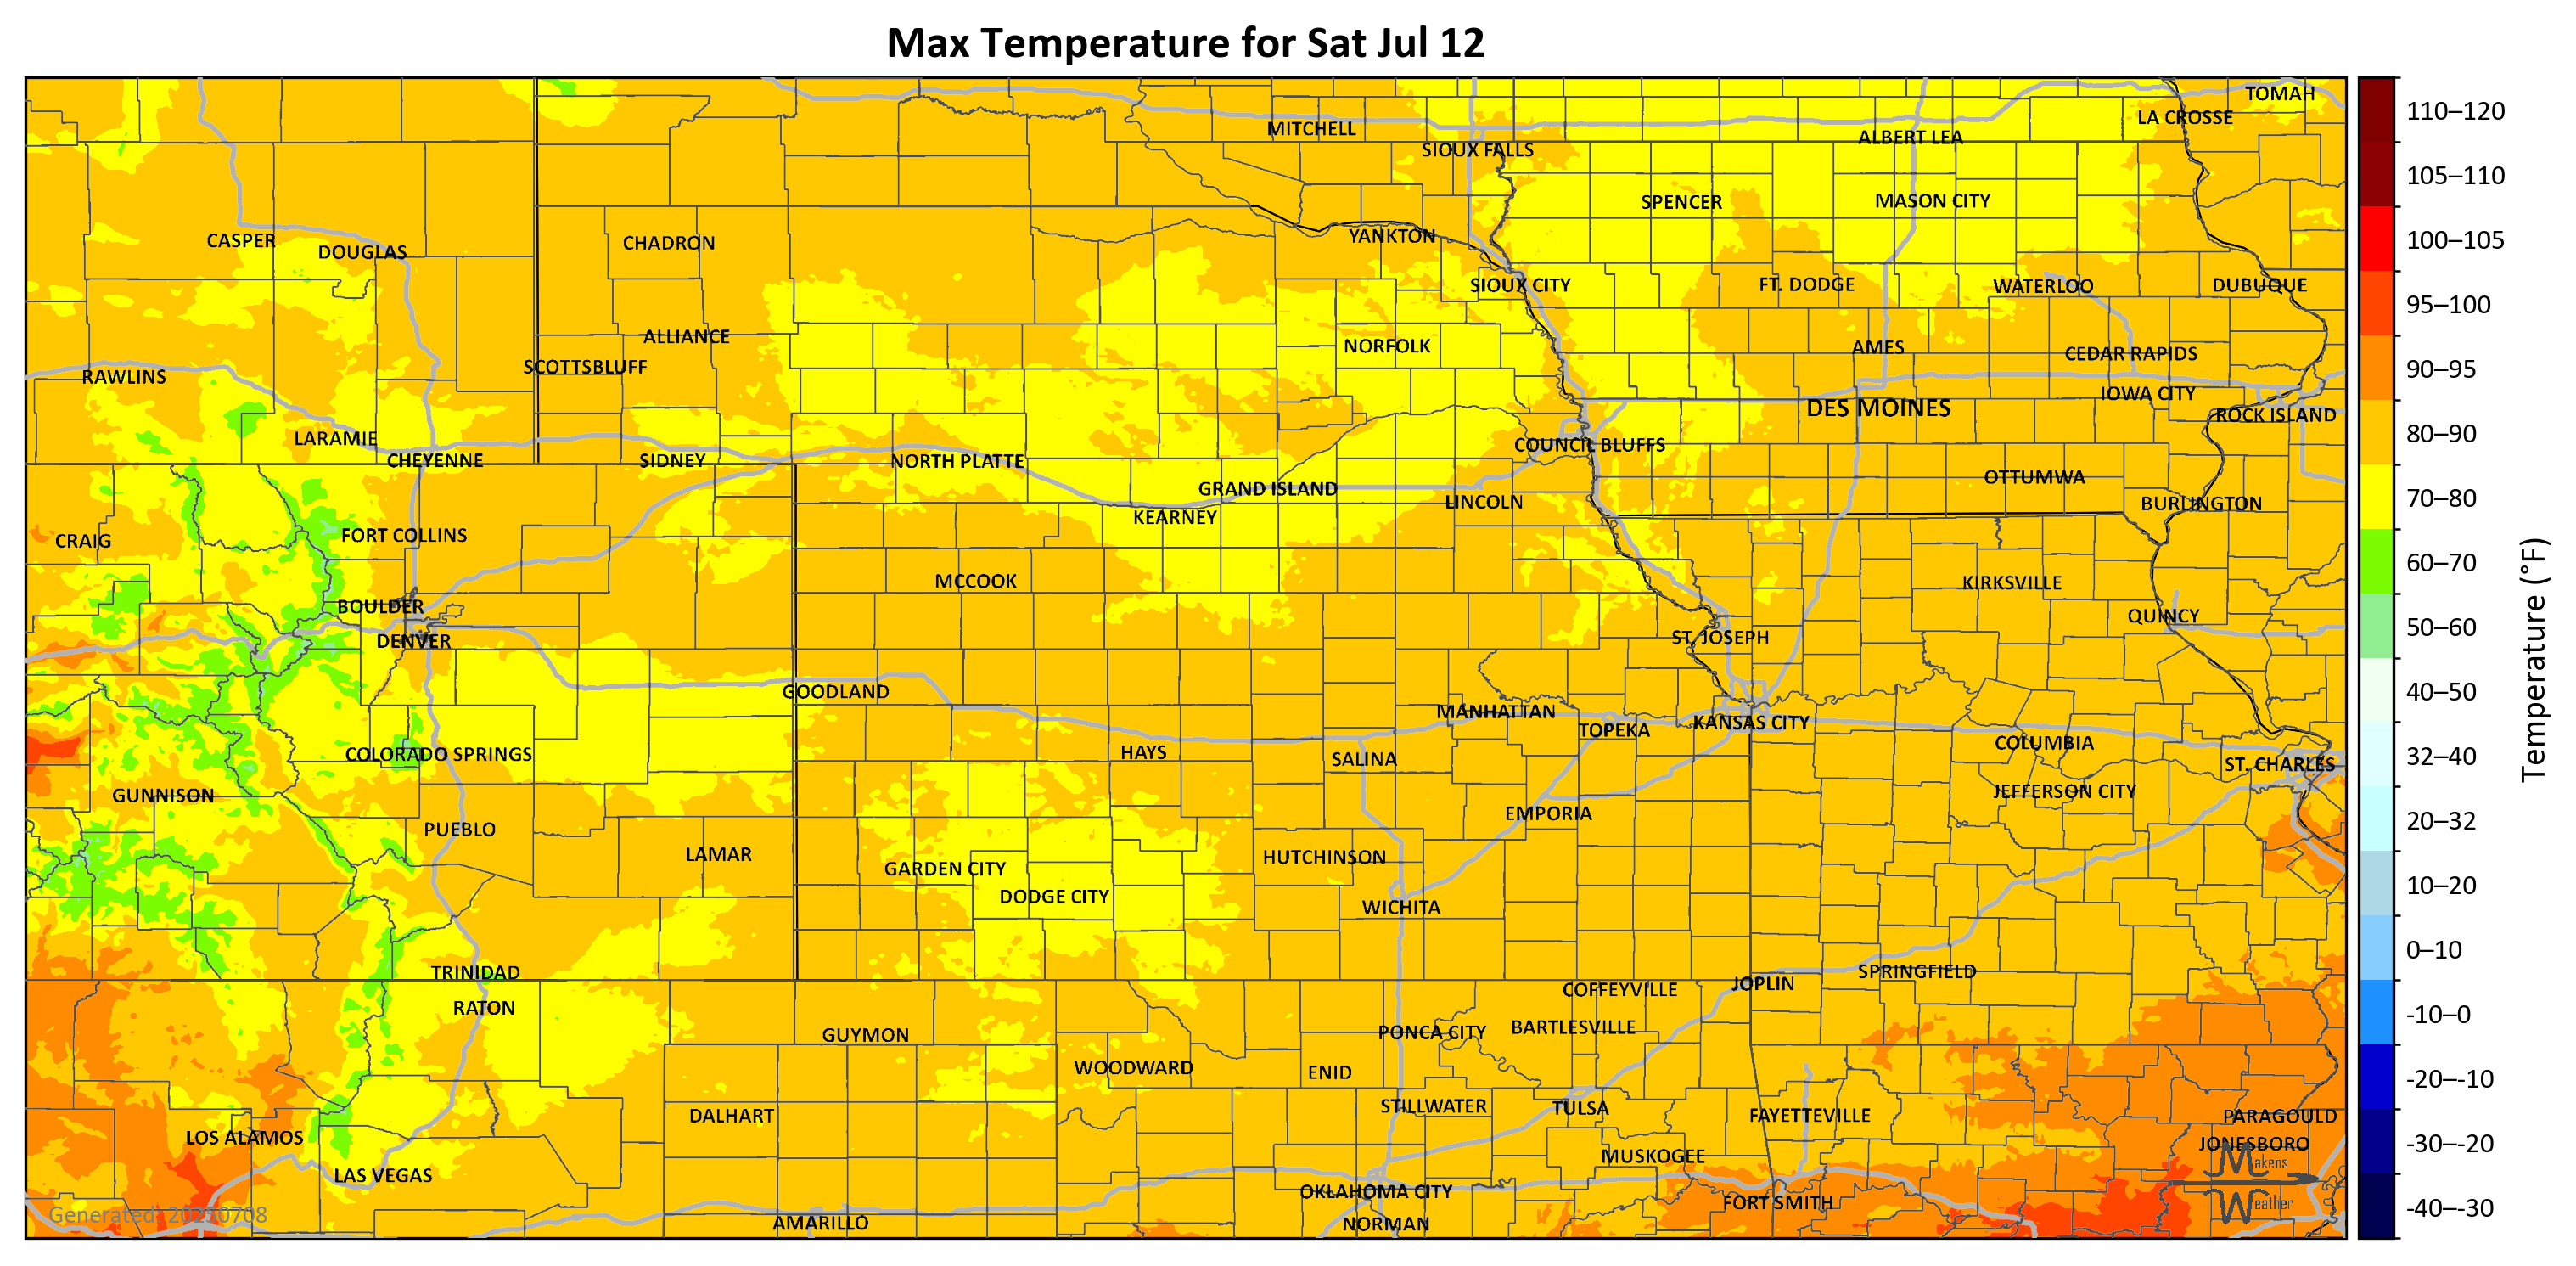 Max Temperature for Sat Jul 12
TOMAH
LA CROSSE
MITCHELL
ALBERT LEA
SIOUX FALLS
SPENCER
MASON CITY
YANKTON
CASPER
CHADRON
DOUGLAS
SIOUX CITY
FT. DODGE
WATERLOO
DUBUQUE
ALLIANCE
NORFOLK
AMES
CEDAR RAPIDS
SCOTTSBLUFF
RAWLINS
IOWA CITY
DES MOINES
ROCK ISLAND
LARAMIE
COUNCIL BLUFFS
CHEYENNE
SIDNEY
NORTH PLATTE
OTTUMWA
GRAND ISLAND
LINCOLN
BURLINGTON
KEARNEY
FORT COLLINS
CRAIG
MCCOOK
KIRKSVILLE
BOULDER
QUINCY
DENVER
ST. JOSEPH
GOODLAND
MANHATTAN
TOPEKA
KANSAS CITY
COLUMBIA
COLORADO SPRINGS
HAYS
SALINA
ST. CHARLES
GUNNISON
JEFFERSON CITY
EMPORIA
PUEBLO
LAMAR
HUTCHINSON
GARDEN CITY
DODGE CITY
WICHITA
TRINIDAD
SPRINGFIELD
JOPLIN
COFFEYVILLE
RATON
GUYMON
PONCA CITY
BARTLESVILLE
WOODWARD
ENID
STILLWATER
TULSA
DALHART
FAYETTEVILLE
PARAGOULD
LOS ALAMOS
JONESBORO
MUSKOGEE
LAS VEGAS
OKLAHOMA CITY
FORT SMITH
AMARILLO
NORMAN
Generated: 20250708
Makens
Weather
110–120
105–110
100–105
95–100
90–95
80–90
70–80
60–70
50–60
40–50
32–40
20–32
10–20
0–10
-10–0
-20–-10
-30–-20
-40–-30
Temperature (°F)